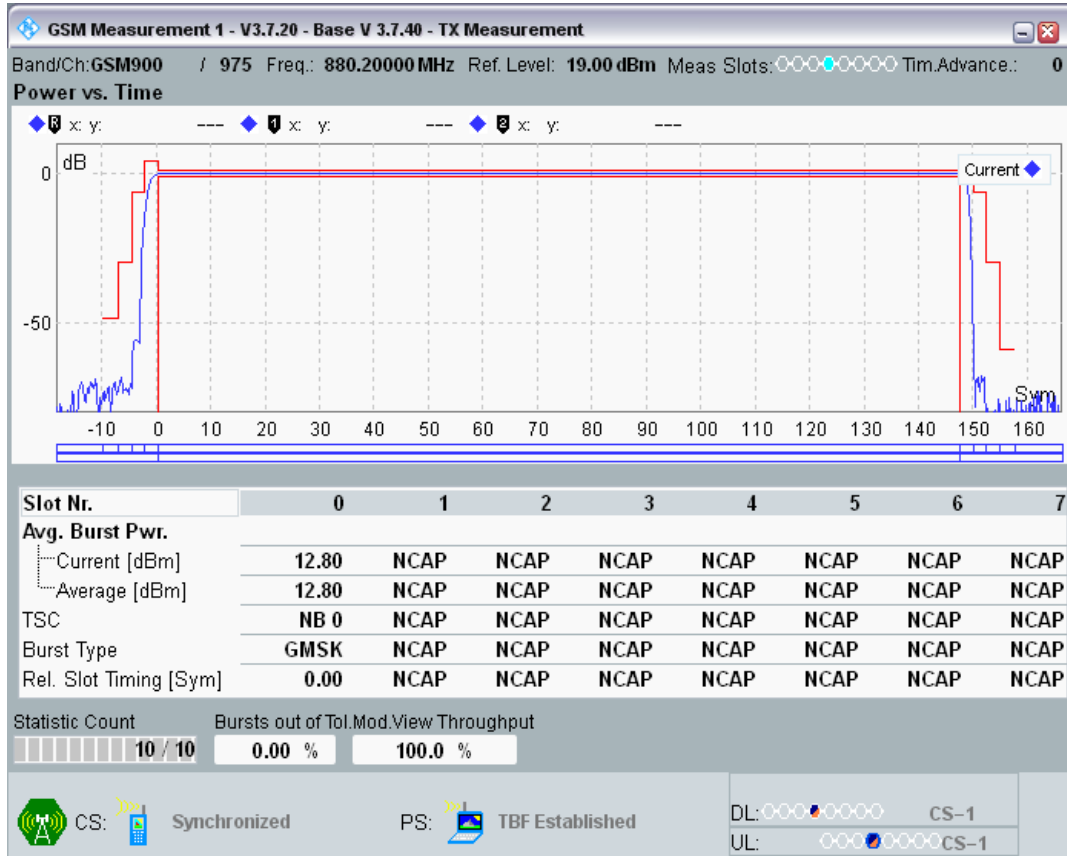 GSM Measurement 1 - V3.7.20 - Base V 3.7.40 - TX Measurement
Band/Ch:GSM900 / 975 Freq.: 880.20000 MHz Ref. Level: 19.00 dBm Meas Slots: Tim.Advance.: 0
Power vs. Time
R x: y: --- 1 x: y: --- 2 x: y: ---
dB
Current
0
-50
Sym
-10 0 10 20 30 40 50 60 70 80 90 100 110 120 130 140 150 160
Slot Nr. 0 1 2 3 4 5 6 7
Avg. Burst Pwr.
Current [dBm] 12.80 NCAP NCAP NCAP NCAP NCAP NCAP NCAP
Average [dBm] 12.80 NCAP NCAP NCAP NCAP NCAP NCAP NCAP
TSC NB 0 NCAP NCAP NCAP NCAP NCAP NCAP NCAP
Burst Type GMSK NCAP NCAP NCAP NCAP NCAP NCAP NCAP
Rel. Slot Timing [Sym] 0.00 NCAP NCAP NCAP NCAP NCAP NCAP NCAP
Statistic Count Bursts out of Tol. Mod.View Throughput
10 / 10 0.00 % 100.0 %
CS: Synchronized PS: TBF Established DL: CS-1
UL: CS-1